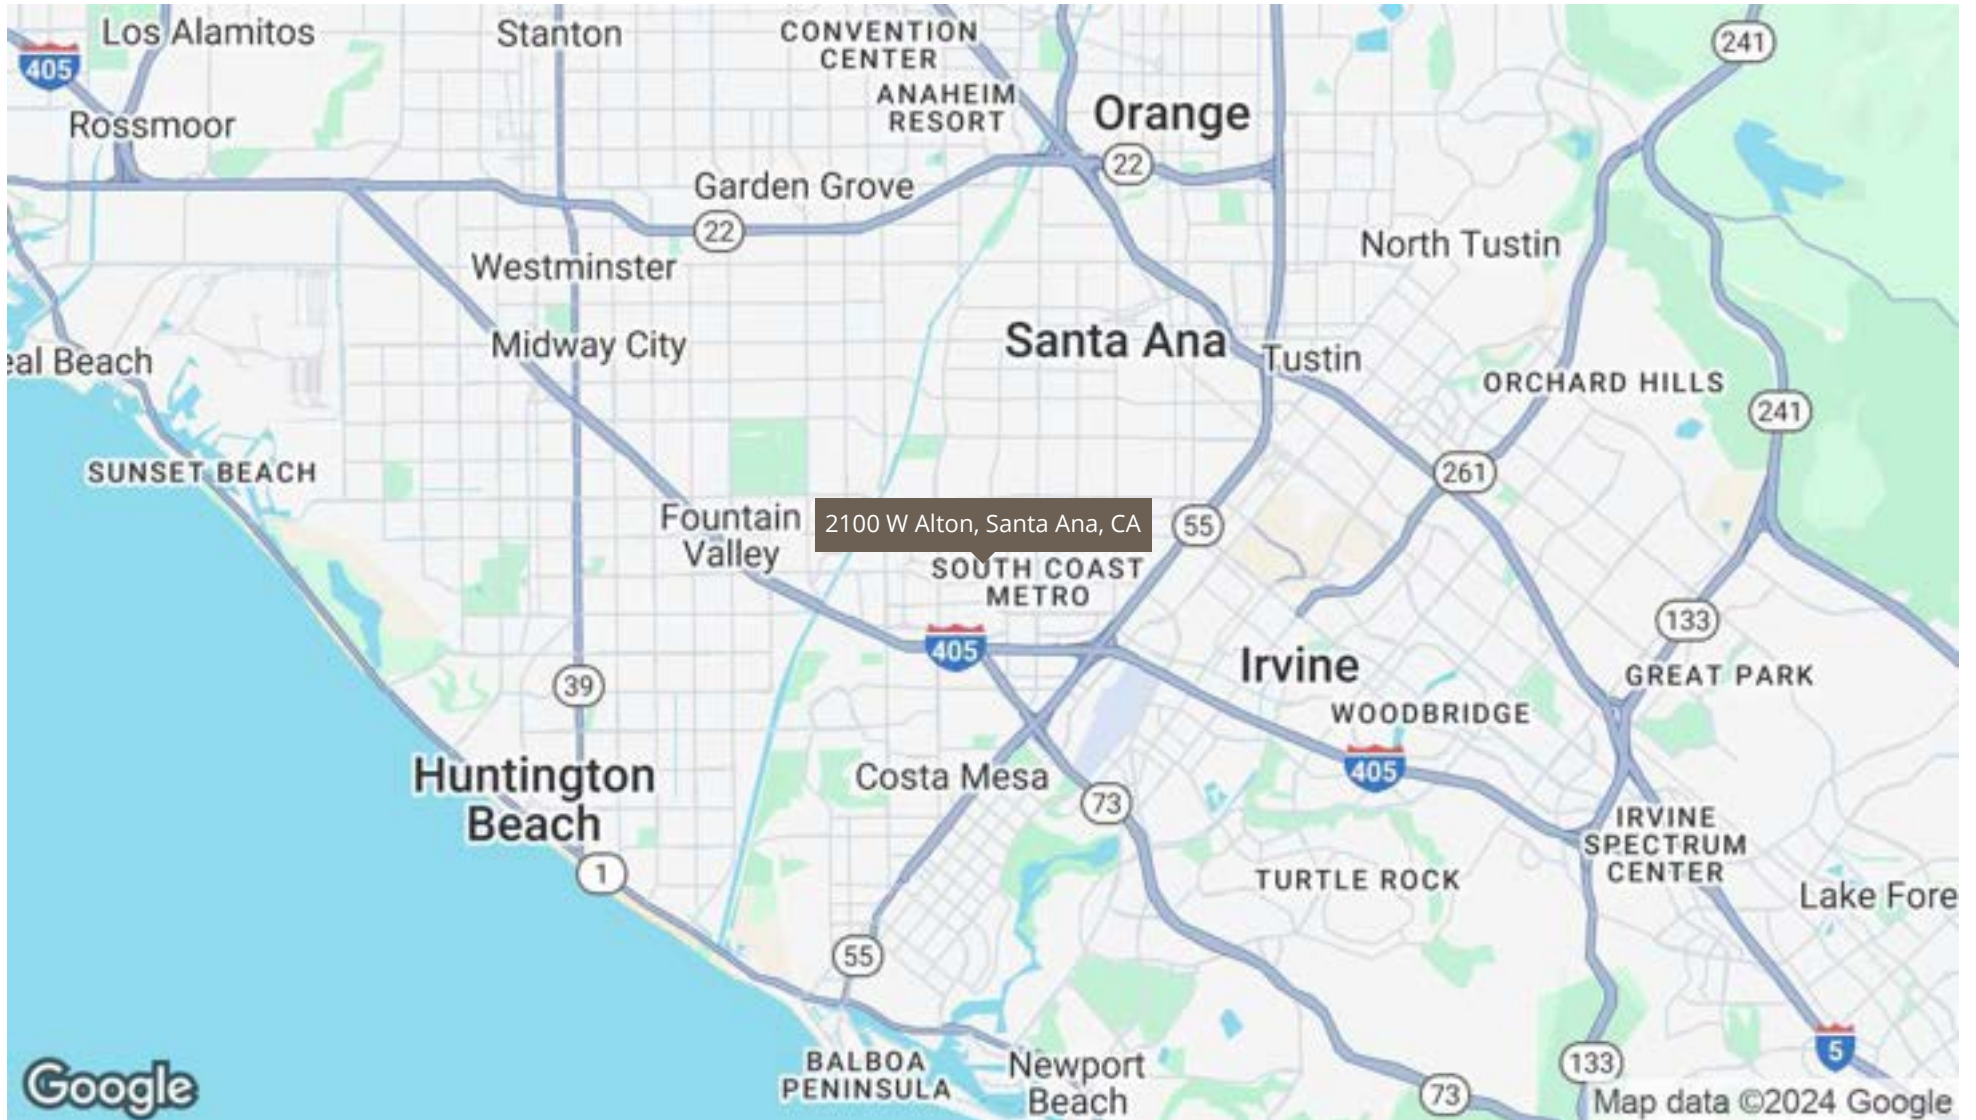 Los Alamitos
Stanton
CONVENTION
CENTER
241
405
ANAHEIM
RESORT
Orange
Rossmoor
22
Garden Grove
22
North Tustin
Westminster
Santa Ana
Midway City
Tustin
eal Beach
ORCHARD HILLS
241
SUNSET BEACH
261
Fountain
Valley
2100 W Alton, Santa Ana, CA
55
SOUTH COAST
METRO
133
405
Irvine
GREAT PARK
39
WOODBRIDGE
Huntington
Beach
Costa Mesa
405
73
IRVINE
SPECTRUM
CENTER
1
TURTLE ROCK
Lake Fore
55
BALBOA
PENINSULA
Newport
Beach
133
5
73
Google
Map data ©2024 Google